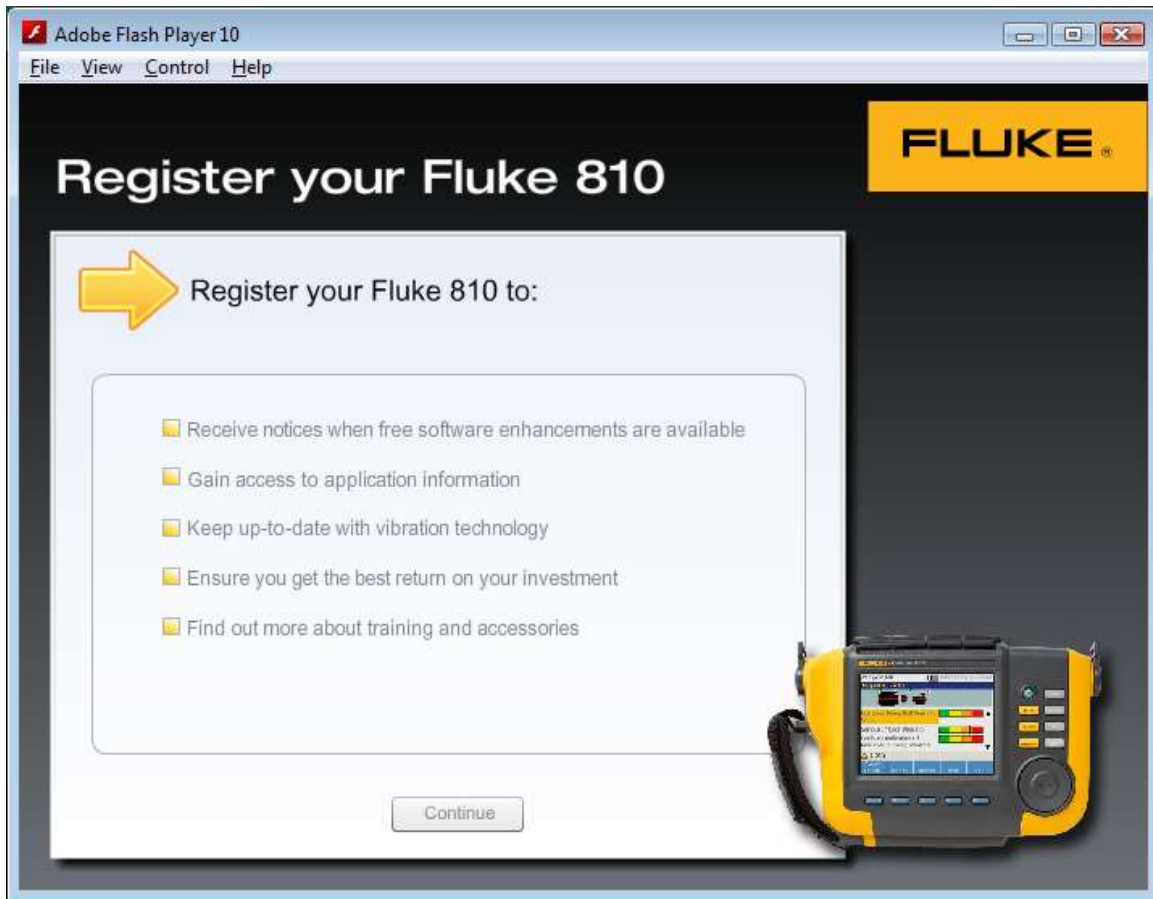 Adobe Flash Player 10
File View Control Help
FLUKE®
Register your Fluke 810
Register your Fluke 810 to:
Receive notices when free software enhancements are available
Gain access to application information
Keep up-to-date with vibration technology
Ensure you get the best return on your investment
Find out more about training and accessories
Continue